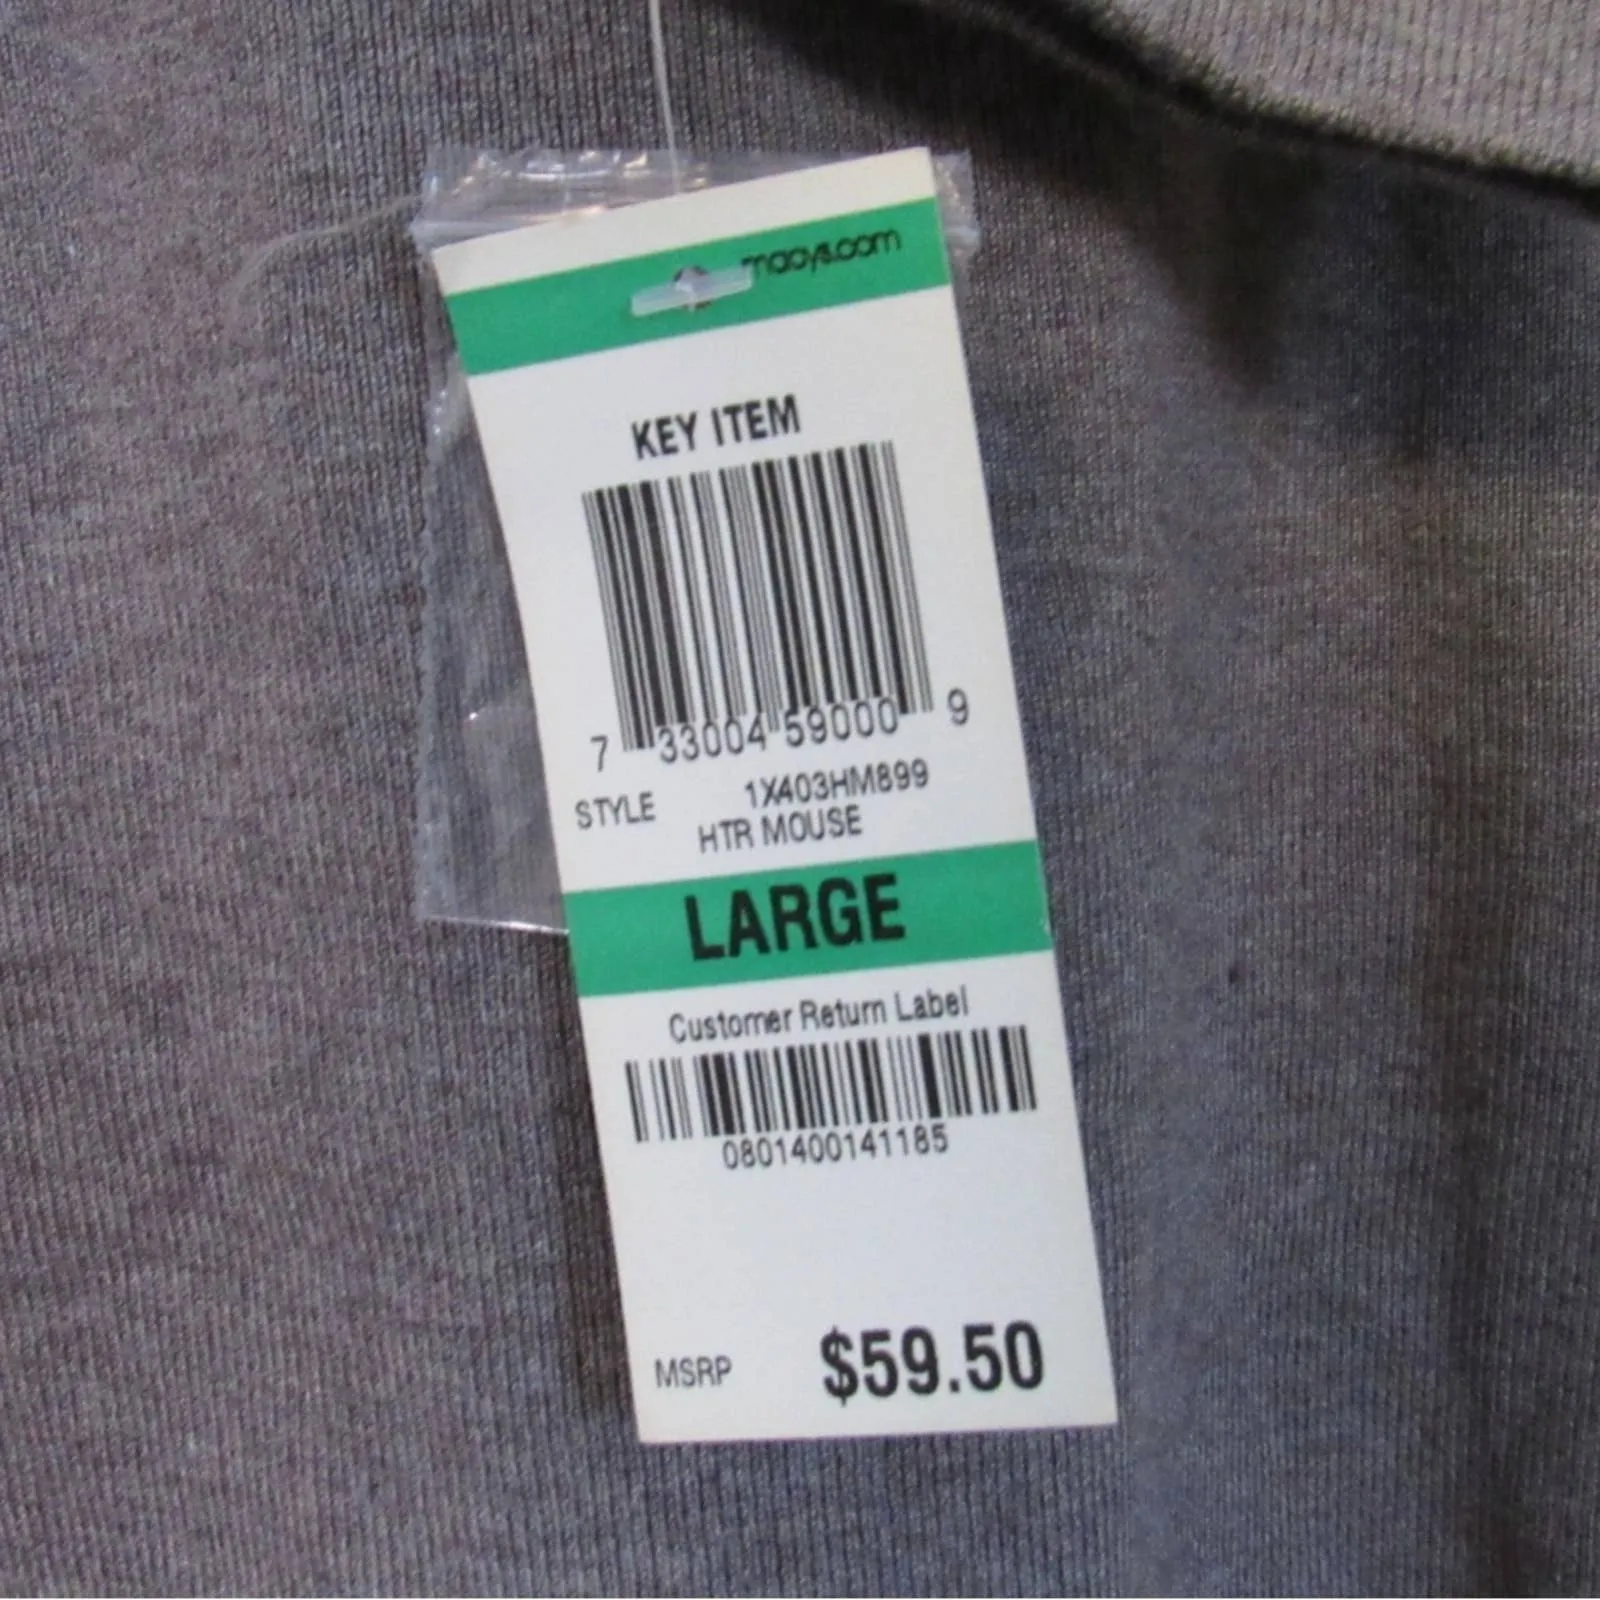 macys.com
KEY ITEM
7 33004 59000 9
STYLE 1X403HM899
HTR MOUSE
LARGE
Customer Return Label
0801400141185
MSRP $59.50